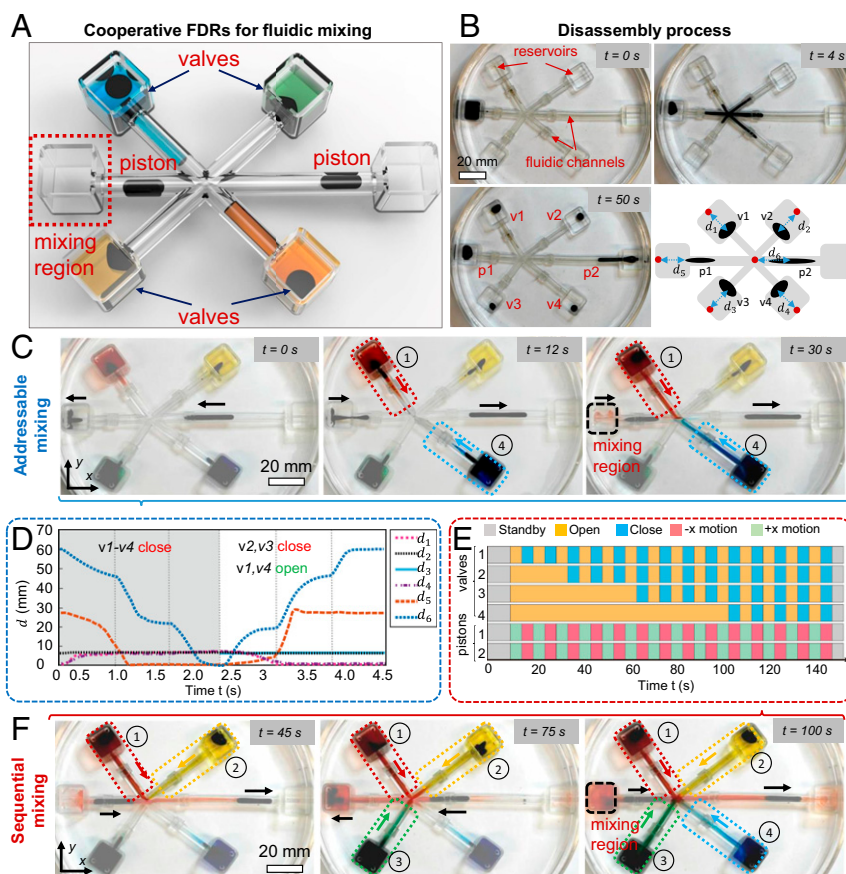 A
Cooperative FDRs for fluidic mixing
valves
piston
piston
mixing
region
valves
B
Disassembly process
reservoirs
t = 0 s
fluidic channels
20 mm
t = 4 s
t = 50 s
v1
v2
p1
p2
v3
v4
d1
v1
v2
d2
d6
d5
p1
p2
d3
v3
v4
d4
C
Addressable
mixing
t = 0 s
y
x
20 mm
t = 12 s
1
4
t = 30 s
1
mixing
region
4
D
d (mm)
70
60
50
40
30
20
10
0
v1-v4 close
v2,v3 close
v1,v4 open
d1
d2
d3
d4
d5
d6
0 0.5 1.0 1.5 2.0 2.5 3.0 3.5 4.0 4.5
Time t (s)
E
Standby Open Close -x motion +x motion
valves
1
2
3
4
pistons
1
2
0 20 40 60 80 100 120 140
Time t (s)
F
Sequential
mixing
t = 45 s
1
2
y
x
20 mm
t = 75 s
1
2
3
t = 100 s
1
2
mixing
region
4
3